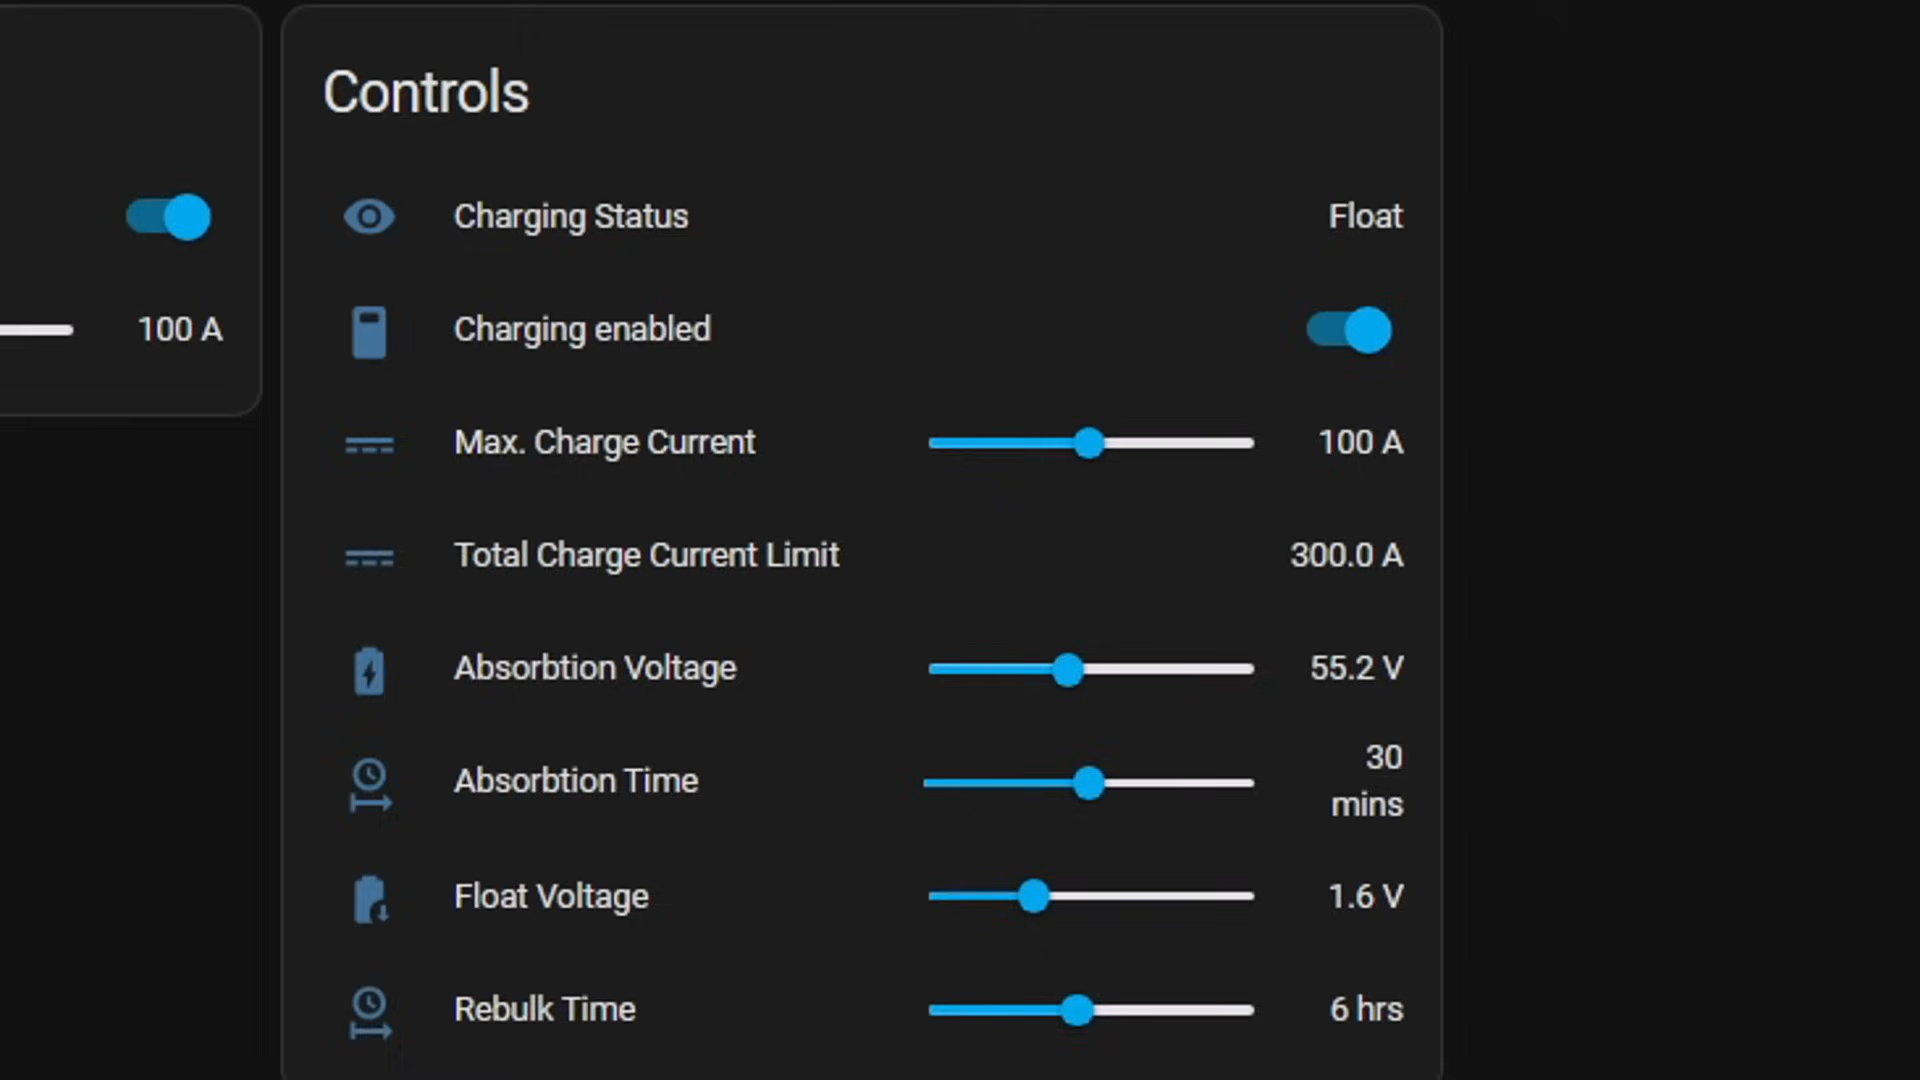 Controls
Charging Status Float
Charging enabled
100 A
Max. Charge Current 100 A
Total Charge Current Limit 300.0 A
Absorbtion Voltage 55.2 V
Absorbtion Time 30 mins
Float Voltage 1.6 V
Rebulk Time 6 hrs